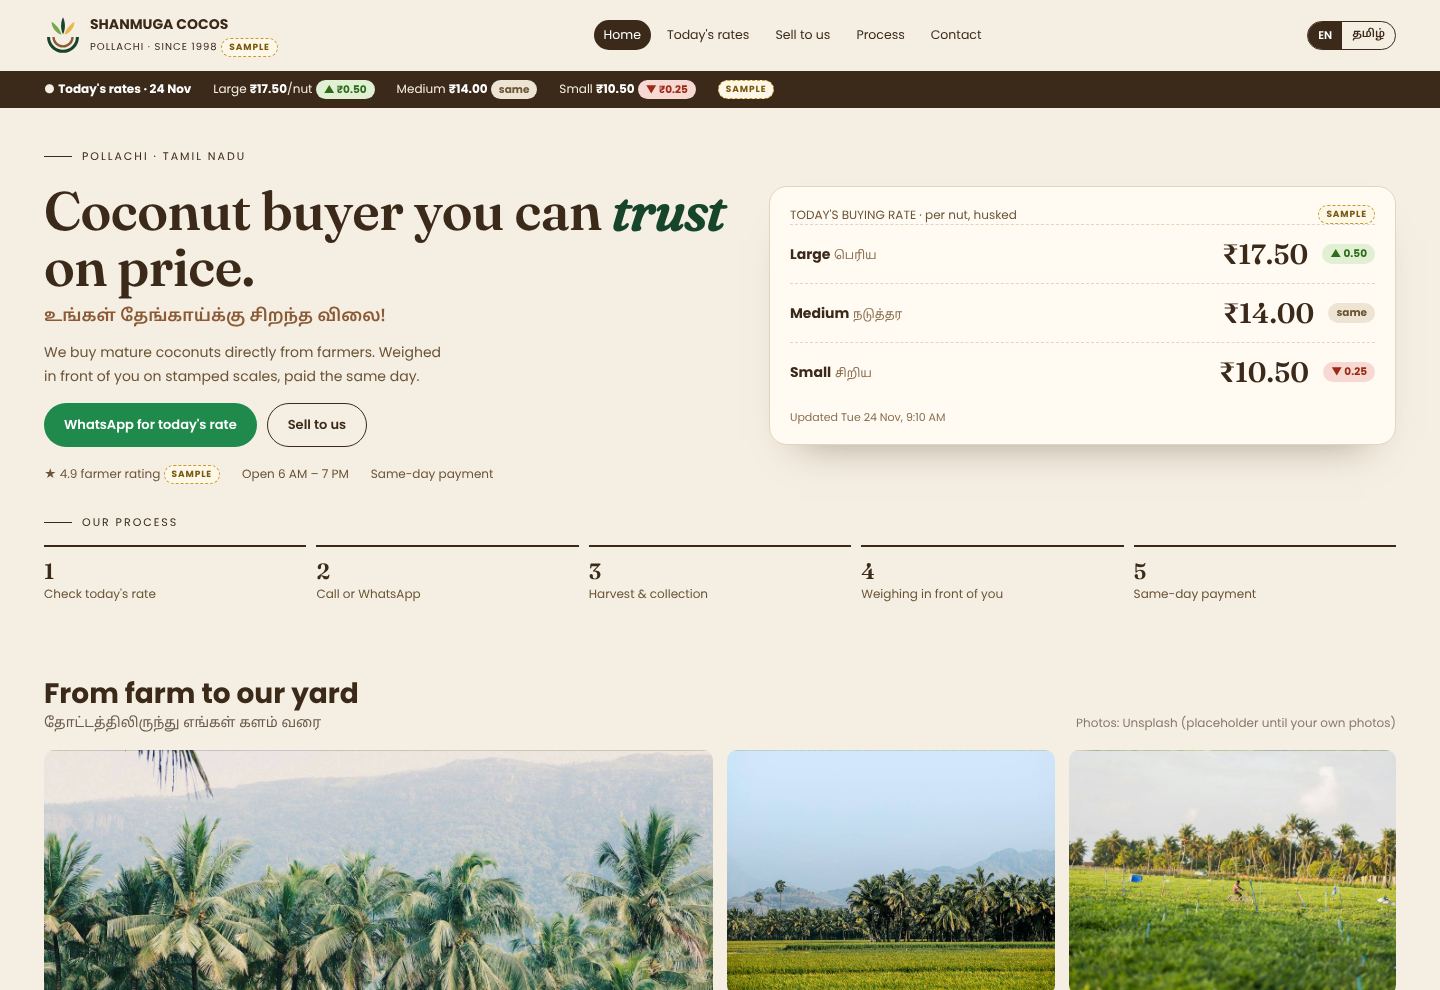 SHANMUGA COCOS
POLLACHI · SINCE 1998 SAMPLE
Home Today's rates Sell to us Process Contact
EN தமிழ்
Today's rates · 24 Nov Large ₹17.50/nut ▲ ₹0.50 Medium ₹14.00 same Small ₹10.50 ▼ ₹0.25 SAMPLE
POLLACHI · TAMIL NADU
Coconut buyer you can trust
on price.
உங்கள் தேங்காய்க்கு சிறந்த விலை!
We buy mature coconuts directly from farmers. Weighed
in front of you on stamped scales, paid the same day.
WhatsApp for today's rate Sell to us
★ 4.9 farmer rating SAMPLE Open 6 AM – 7 PM Same-day payment
TODAY'S BUYING RATE · per nut, husked SAMPLE
Large பெரிய ₹17.50 ▲ 0.50
Medium நடுத்தர ₹14.00 same
Small சிறிய ₹10.50 ▼ 0.25
Updated Tue 24 Nov, 9:10 AM
OUR PROCESS
1
Check today's rate
2
Call or WhatsApp
3
Harvest & collection
4
Weighing in front of you
5
Same-day payment
From farm to our yard
தோட்டத்திலிருந்து எங்கள் களம் வரை
Photos: Unsplash (placeholder until your own photos)